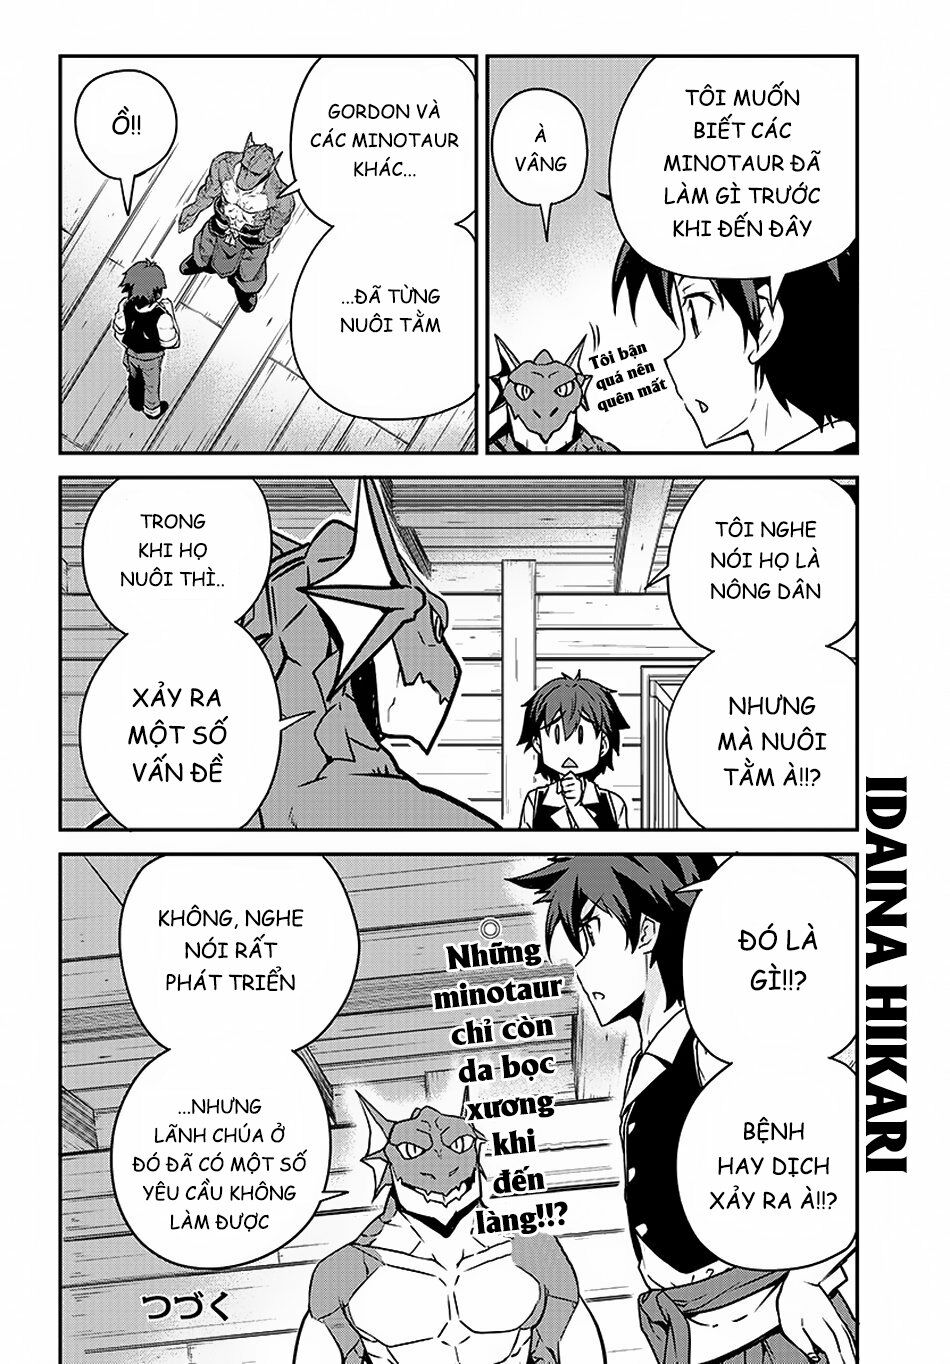 TÔI MUỐN
BIẾT CÁC
MINOTAUR ĐÃ
LÀM GÌ TRƯỚC
KHI ĐẾN ĐÂY
À
VÂNG
Tôi bận
quá nên
quên mất
GORDON VÀ
CÁC MINOTAUR
KHÁC...
...ĐÃ TỪNG
NUÔI TẰM
Ồ!!
TÔI NGHE
NÓI HỌ LÀ
NÔNG DÂN
NHƯNG
MÀ NUÔI
TẰM À!!?
TRONG
KHI HỌ
NUÔI THÌ..
XẢY RA
MỘT SỐ
VẤN ĐỀ
ĐÓ LÀ
GÌ!!?
BỆNH
HAY DỊCH
XẢY RA À!!?
Những
minotaur
chỉ còn
da bọc
xương
khi
đến
làng!!?
KHÔNG, NGHE
NÓI RẤT
PHÁT TRIỂN
...NHƯNG
LÃNH CHÚA Ở
ĐÓ ĐÃ CÓ MỘT SỐ
YÊU CẦU KHÔNG
LÀM ĐƯỢC
つづく
IDAINA HIKARI